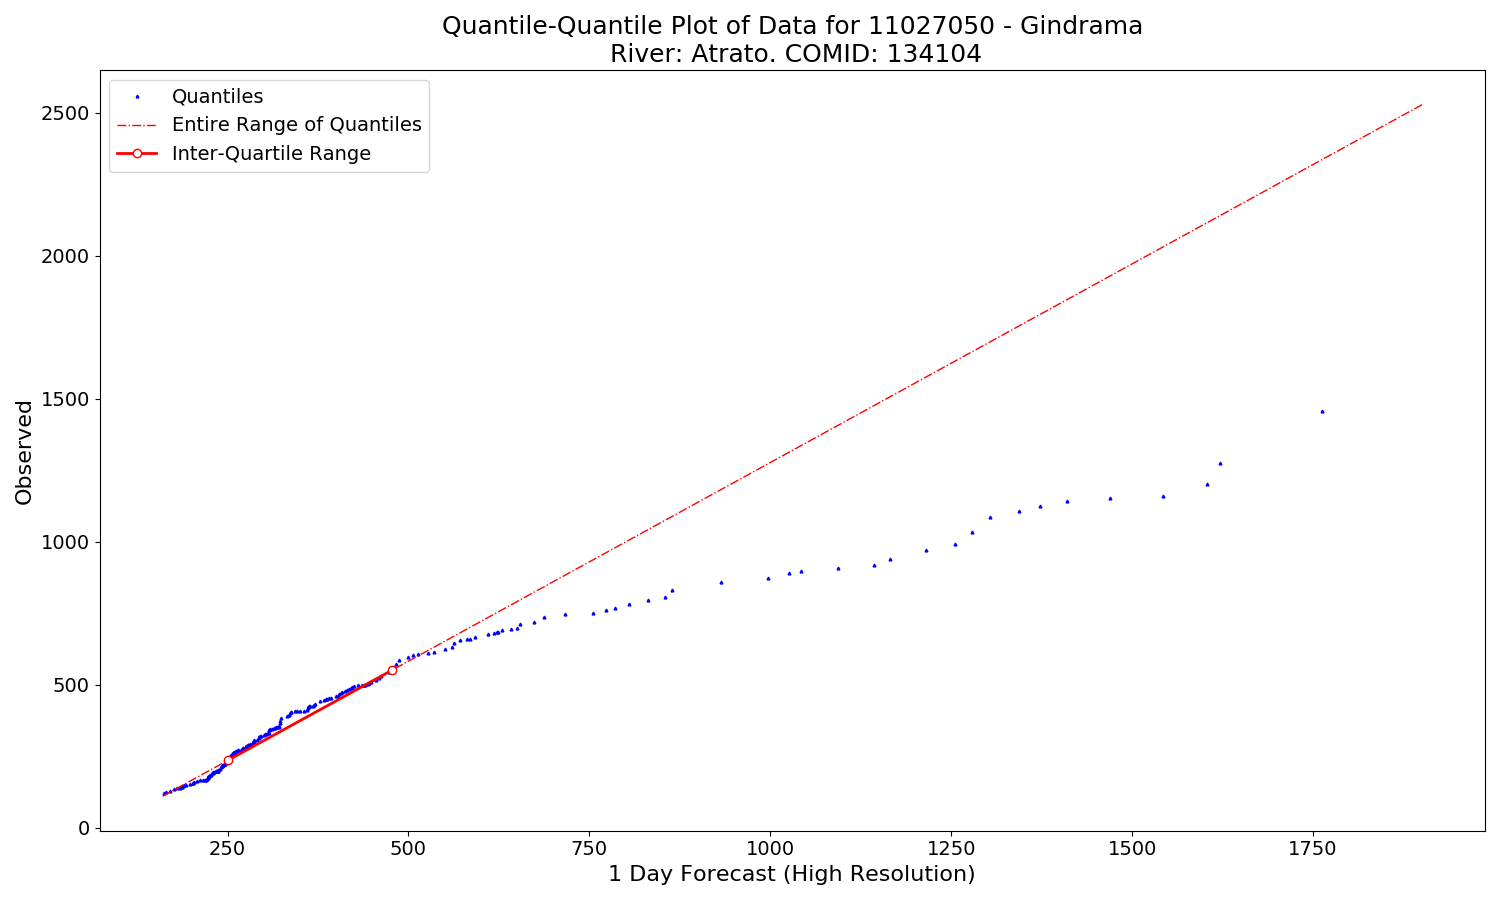 Quantile-Quantile Plot of Data for 11027050 - Gindrama
River: Atrato. COMID: 134104
Quantiles
Entire Range of Quantiles
Inter-Quartile Range
2500
2000
1500
1000
500
0
Observed
250
500
750
1000
1250
1500
1750
1 Day Forecast (High Resolution)